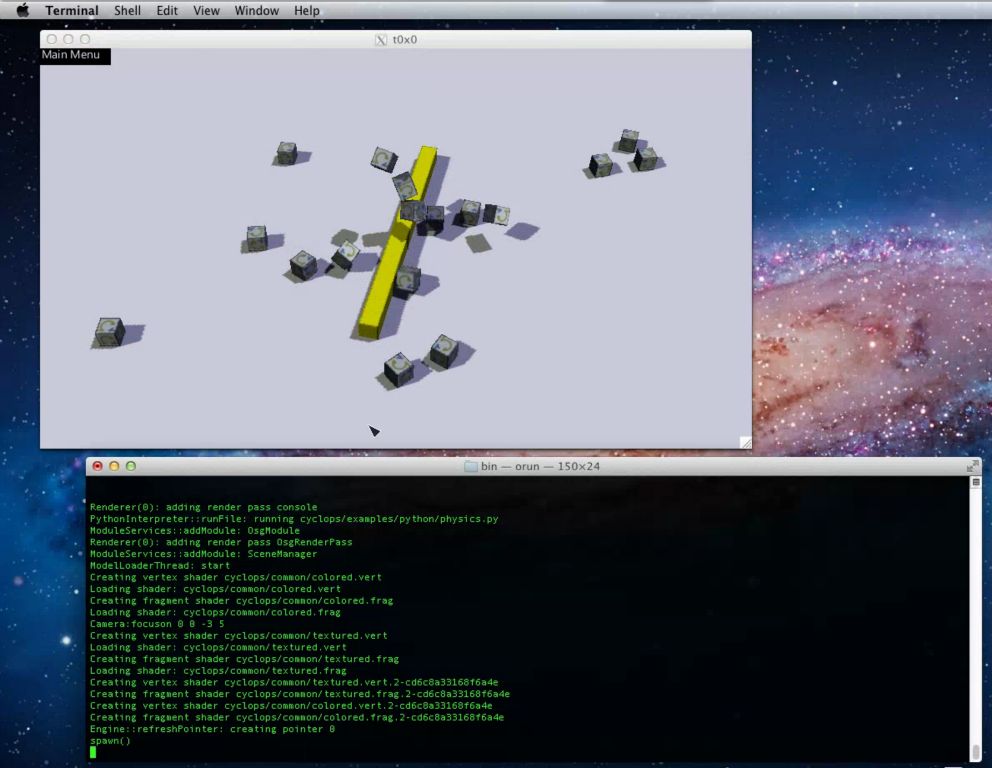 Terminal Shell Edit View Window Help
t0x0
Main Menu
bin — orun — 150×24
Renderer(0): adding render pass console
PythonInterpreter::runFile: running cyclops/examples/python/physics.py
ModuleServices::addModule: OsgModule
Renderer(0): adding render pass OsgRenderPass
ModuleServices::addModule: SceneManager
ModelLoaderThread: start
Creating vertex shader cyclops/common/colored.vert
Loading shader: cyclops/common/colored.vert
Creating fragment shader cyclops/common/colored.frag
Loading shader: cyclops/common/colored.frag
Camera:focuson 0 0 -3 5
Creating vertex shader cyclops/common/textured.vert
Loading shader: cyclops/common/textured.vert
Creating fragment shader cyclops/common/textured.frag
Loading shader: cyclops/common/textured.frag
Creating vertex shader cyclops/common/textured.vert.2-cd6c8a33168f6a4e
Creating fragment shader cyclops/common/textured.frag.2-cd6c8a33168f6a4e
Creating vertex shader cyclops/common/colored.vert.2-cd6c8a33168f6a4e
Creating fragment shader cyclops/common/colored.frag.2-cd6c8a33168f6a4e
Engine::refreshPointer: creating pointer 0
spawn()